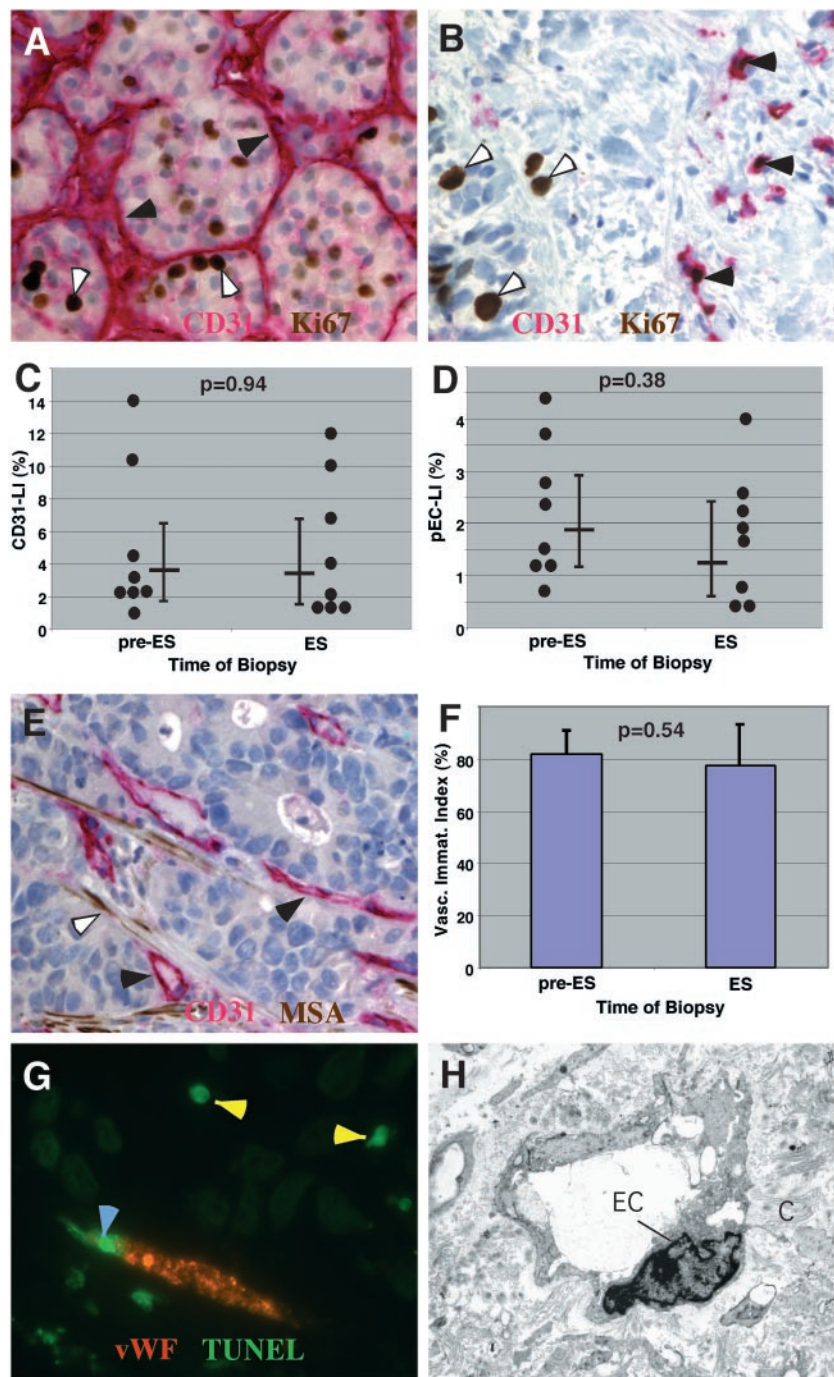 A
CD31 Ki67
B
CD31 Ki67
C
p=0.94
CD31-LI (%)
14
12
10
8
6
4
2
0
pre-ES
ES
Time of Biopsy
D
p=0.38
pEC-LI (%)
4
3
2
1
0
pre-ES
ES
Time of Biopsy
E
CD31 MSA
F
p=0.54
Vasc. Immat. Index (%)
80
60
40
20
0
pre-ES
ES
Time of Biopsy
G
vWF TUNEL
H
EC
C